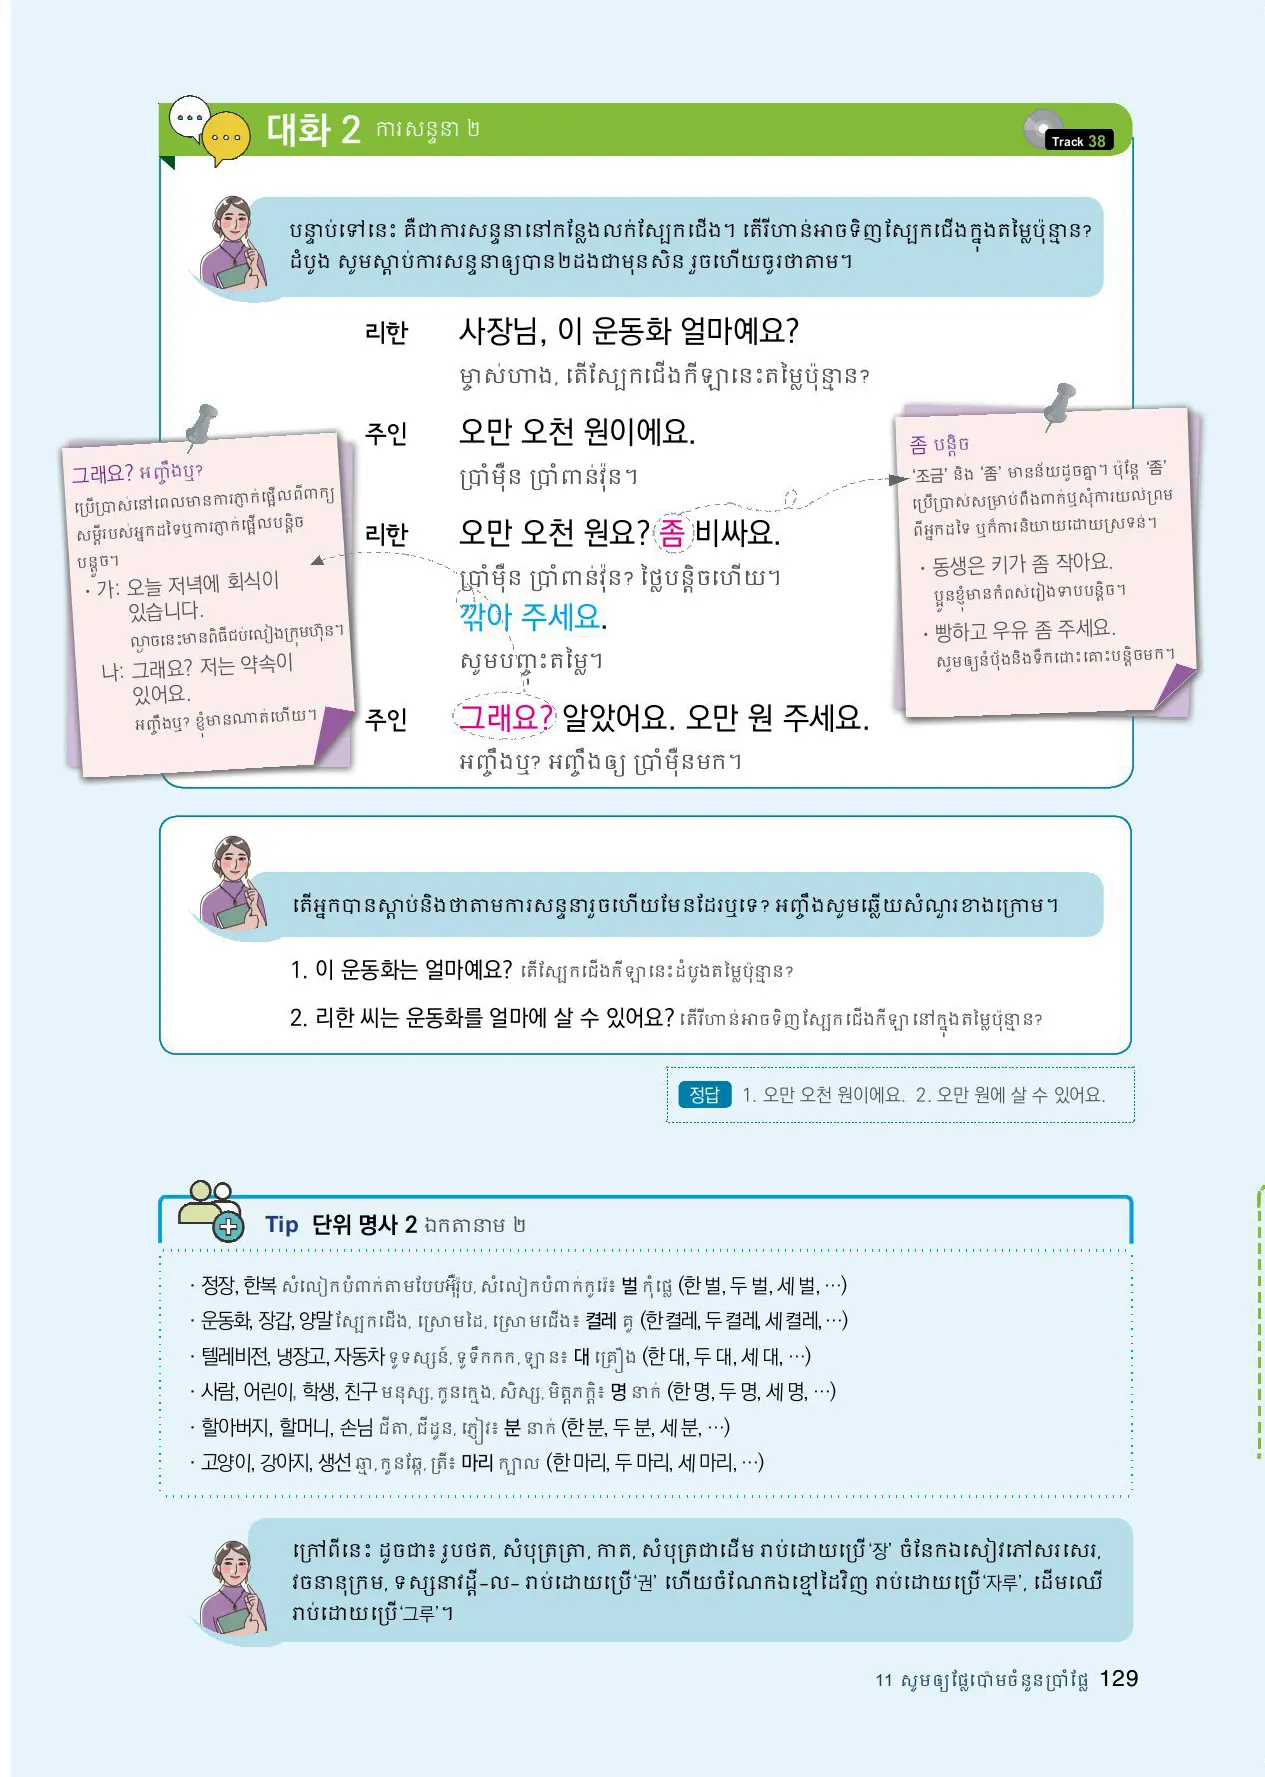 대화 2 ការសន្ទនា ២
Track 38
បន្ទាប់ទៅនេះ គឺជាការសន្ទនានៅកន្លែងលក់ស្បែកជើង។ តើរីហាន់អាចទិញស្បែកជើងក្នុងតម្លៃប៉ុន្មាន?
ដំបូង សូមស្តាប់ការសន្ទនាឲ្យបាន២ដងជាមុនសិន រួចហើយចូរថាតាម។
리한 사장님, 이 운동화 얼마예요?
ម្ចាស់ហាង, តើស្បែកជើងកីឡានេះតម្លៃប៉ុន្មាន?
주인 오만 오천 원이에요.
ប្រាំម៉ឺន ប្រាំពាន់វ៉ុន។
리한 오만 오천 원요? 좀 비싸요.
ប្រាំម៉ឺន ប្រាំពាន់វ៉ុន? ថ្លៃបន្តិចហើយ។
깎아 주세요.
សូមបញ្ចុះតម្លៃ។
주인 그래요? 알았어요. 오만 원 주세요.
អញ្ចឹងឬ? អញ្ចឹងឲ្យ ប្រាំម៉ឺនមក។
그래요? អញ្ចឹងឬ?
ប្រើប្រាស់នៅពេលមានការភ្ញាក់ផ្អើលពីពាក្យ
សម្តីរបស់អ្នកដទៃឬការភ្ញាក់ផ្អើលបន្តិច
បន្តួច។
· 가: 오늘 저녁에 회식이
있습니다.
ល្ងាចនេះមានពិធីជប់លៀងក្រុមហ៊ុន។
나: 그래요? 저는 약속이
있어요.
អញ្ចឹងឬ? ខ្ញុំមានណាត់ហើយ។
좀 បន្តិច
‘조금’ និង ‘좀’ មានន័យដូចគ្នា។ ប៉ុន្តែ ‘좀’
ប្រើប្រាស់សម្រាប់ពឹងពាក់ឬសុំការយល់ព្រម
ពីអ្នកដទៃ ឬក៏ការនិយាយដោយស្រទន់។
· 동생은 키가 좀 작아요.
ប្អូនខ្ញុំមានកំពស់រៀងទាបបន្តិច។
· 빵하고 우유 좀 주세요.
សូមឲ្យនំប៉័ងនិងទឹកដោះគោះបន្តិចមក។
តើអ្នកបានស្តាប់និងថាតាមការសន្ទនារួចហើយមែនដែរឬទេ? អញ្ចឹងសូមឆ្លើយសំណួរខាងក្រោម។
1. 이 운동화는 얼마예요? តើស្បែកជើងកីឡានេះដំបូងតម្លៃប៉ុន្មាន?
2. 리한 씨는 운동화를 얼마에 살 수 있어요? តើរីហាន់អាចទិញស្បែកជើងកីឡានៅក្នុងតម្លៃប៉ុន្មាន?
정답 1. 오만 오천 원이에요. 2. 오만 원에 살 수 있어요.
Tip 단위 명사 2 ឯកតានាម ២
· 정장, 한복 សំលៀកបំពាក់តាមបែបអឺរ៉ុប, សំលៀកបំពាក់កូរ៉េ៖ 벌 កុំផ្លេ (한 벌, 두 벌, 세 벌, …)
· 운동화, 장갑, 양말 ស្បែកជើង, ស្រោមដៃ, ស្រោមជើង៖ 켤레 គូ (한 켤레, 두 켤레, 세 켤레, …)
· 텔레비전, 냉장고, 자동차 ទូទស្សន៍, ទូទឹកកក, ឡាន៖ 대 គ្រឿង (한 대, 두 대, 세 대, …)
· 사람, 어린이, 학생, 친구 មនុស្ស, កូនក្មេង, សិស្ស, មិត្តភក្តិ៖ 명 នាក់ (한 명, 두 명, 세 명, …)
· 할아버지, 할머니, 손님 ជីតា, ជីដូន, ភ្ញៀវ៖ 분 នាក់ (한 분, 두 분, 세 분, …)
· 고양이, 강아지, 생선 ឆ្មា, កូនឆ្កែ, ត្រី៖ 마리 ក្បាល (한 마리, 두 마리, 세 마리, …)
ក្រៅពីនេះ ដូចជា៖ រូបថត, សំបុត្រត្រា, កាត, សំបុត្រជាដើម រាប់ដោយប្រើ‘장’ ចំនែកឯសៀវភៅសរសេរ,
វចនានុក្រម, ទស្សនាវដ្តី-ល- រាប់ដោយប្រើ‘권’ ហើយចំណែកឯខ្មៅដៃវិញ រាប់ដោយប្រើ‘자루’, ដើមឈើ
រាប់ដោយប្រើ‘그루’។
11 សូមឲ្យផ្លែប៉ោមចំនួនប្រាំផ្លែ 129